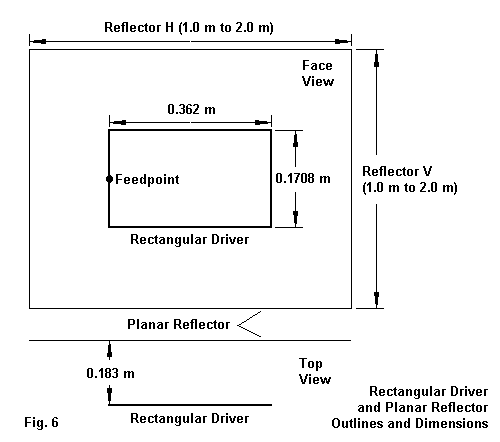 Reflector H (1.0 m to 2.0 m)
Face
View
0.362 m
Feedpoint
0.1708 m
Reflector V
(1.0 m to 2.0 m)
Rectangular Driver
Planar Reflector
0.183 m
Top
View
Rectangular Driver
Fig. 6
Rectangular Driver
and Planar Reflector
Outlines and Dimensions